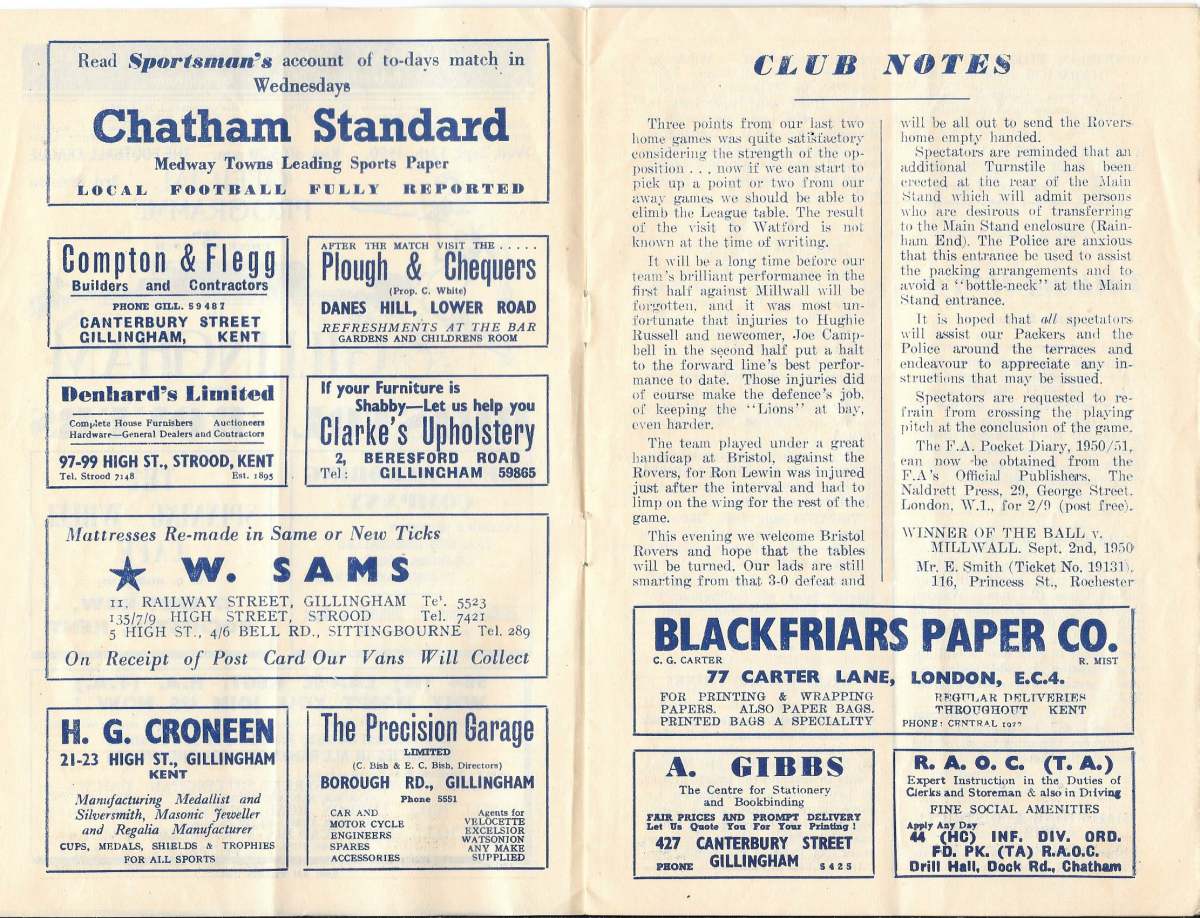 Read Sportsman's account of to-days match in
Wednesdays
Chatham Standard
Medway Towns Leading Sports Paper
LOCAL FOOTBALL FULLY REPORTED
Compton & Flegg
Builders and Contractors
PHONE GILL. 59487
CANTERBURY STREET
GILLINGHAM, KENT
AFTER THE MATCH VISIT THE .....
Plough & Chequers
(Prop. C. White)
DANES HILL, LOWER ROAD
REFRESHMENTS AT THE BAR
GARDENS AND CHILDRENS ROOM
Denhard's Limited
Complete House Furnishers Auctioneers
Hardware—General Dealers and Contractors
97-99 HIGH ST., STROOD, KENT
Tel. Strood 7148 Est. 1895
If your Furniture is
Shabby—Let us help you
Clarke's Upholstery
2, BERESFORD ROAD
Tel: GILLINGHAM 59865
Mattresses Re-made in Same or New Ticks
W. SAMS
11, RAILWAY STREET, GILLINGHAM Te'. 5523
135/7/9 HIGH STREET, STROOD Tel. 7421
5 HIGH ST., 4/6 BELL RD., SITTINGBOURNE Tel. 289
On Receipt of Post Card Our Vans Will Collect
H. G. CRONEEN
21-23 HIGH ST., GILLINGHAM
KENT
Manufacturing Medallist and
Silversmith, Masonic Jeweller
and Regalia Manufacturer
CUPS, MEDALS, SHIELDS & TROPHIES
FOR ALL SPORTS
The Precision Garage
LIMITED
(C. Bish & E. C. Bish, Directors)
BOROUGH RD., GILLINGHAM
Phone 5551
CAR AND
MOTOR CYCLE
ENGINEERS
SPARES
ACCESSORIES
Agents for
VELOCETTE
EXCELSIOR
WATSONION
ANY MAKE
SUPPLIED
CLUB NOTES
Three points from our last two
home games was quite satisfactory
considering the strength of the op-
position . . . now if we can start to
pick up a point or two from our
away games we should be able to
climb the League table. The result
of the visit to Watford is not
known at the time of writing.
It will be a long time before our
team's brilliant performance in the
first half against Millwall will be
forgotten, and it was most un-
fortunate that injuries to Hughie
Russell and newcomer, Joe Camp-
bell in the second half put a halt
to the forward line's best perfor-
mance to date. Those injuries did
of course make the defence's job,
of keeping the "Lions" at bay,
even harder.
The team played under a great
handicap at Bristol, against the
Rovers, for Ron Lewin was injured
just after the interval and had to
limp on the wing for the rest of the
game.
This evening we welcome Bristol
Rovers and hope that the tables
will be turned. Our lads are still
smarting from that 3-0 defeat and
will be all out to send the Rovers
home empty handed.
Spectators are reminded that an
additional Turnstile has been
erected at the rear of the Main
Stand which will admit persons
who are desirous of transferring
to the Main Stand enclosure (Rain-
ham End). The Police are anxious
that this entrance be used to assist
the packing arrangements and to
avoid a "bottle-neck" at the Main
Stand entrance.
It is hoped that all spectators
will assist our Packers and the
Police around the terraces and
endeavour to appreciate any in-
structions that may be issued.
Spectators are requested to re-
frain from crossing the playing
pitch at the conclusion of the game.
The F.A. Pocket Diary, 1950/51,
can now be obtained from the
F.A's Official Publishers, The
Naldrett Press, 29, George Street,
London, W.1., for 2/9 (post free).
WINNER OF THE BALL v.
MILLWALL. Sept. 2nd, 1950
Mr. E. Smith (Ticket No. 19131).
116, Princess St., Rochester
BLACKFRIARS PAPER CO.
C. G. CARTER R. MIST
77 CARTER LANE, LONDON, E.C.4.
FOR PRINTING & WRAPPING
PAPERS. ALSO PAPER BAGS.
PRINTED BAGS A SPECIALITY
REGULAR DELIVERIES
THROUGHOUT KENT
PHONE: CENTRAL
A. GIBBS
The Centre for Stationery
and Bookbinding
FAIR PRICES AND PROMPT DELIVERY
Let Us Quote You For Your Printing!
427 CANTERBURY STREET
PHONE GILLINGHAM 5425
R. A. O. C. (T. A.)
Expert Instruction in the Duties of
Clerks and Storeman & also in Driving
FINE SOCIAL AMENITIES
Apply Any Day
44 (HC) INF. DIV. ORD.
FD. PK. (TA) R.A.O.C.
Drill Hall, Dock Rd., Chatham